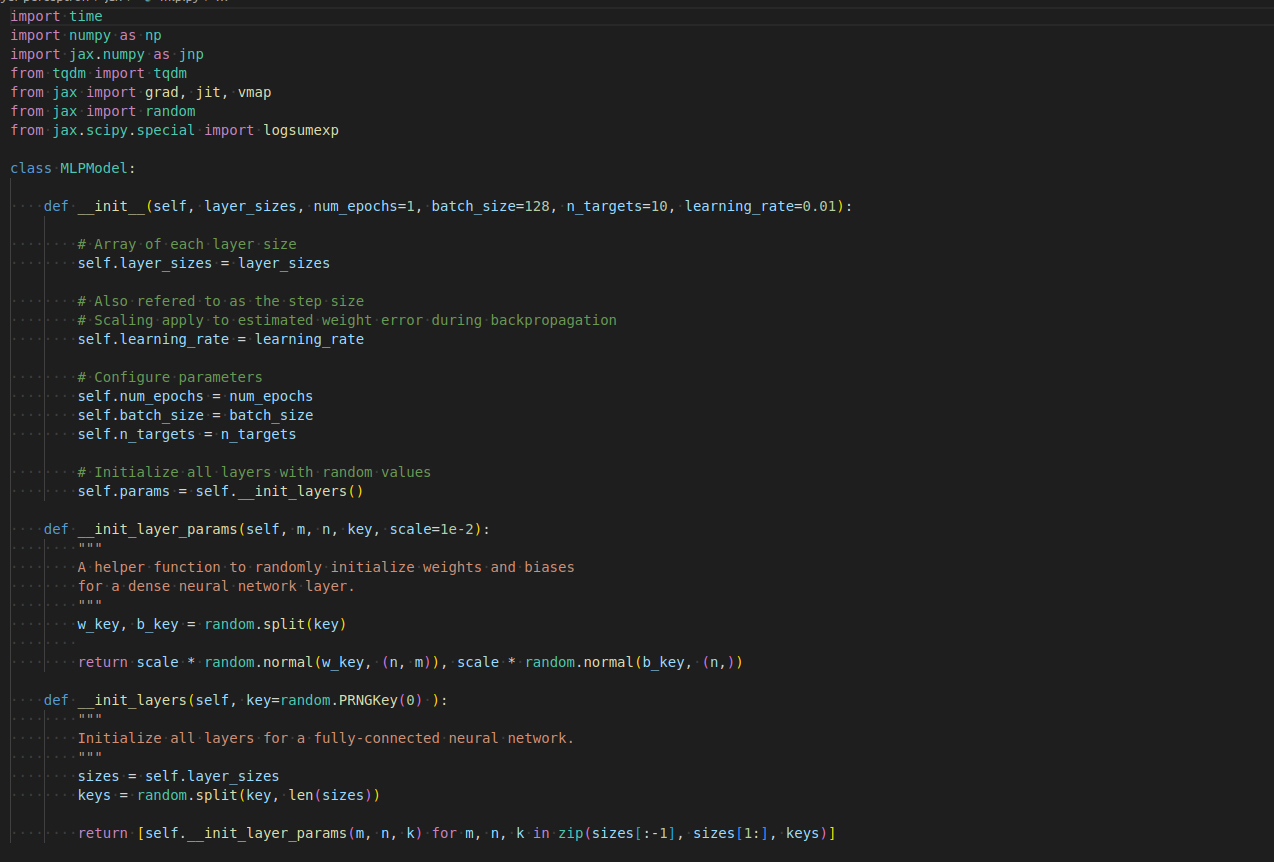 import time
import numpy as np
import jax.numpy as jnp
from tqdm import tqdm
from jax import grad, jit, vmap
from jax import random
from jax.scipy.special import logsumexp

class MLPModel:

    def __init__(self, layer_sizes, num_epochs=1, batch_size=128, n_targets=10, learning_rate=0.01):

        # Array of each layer size
        self.layer_sizes = layer_sizes

        # Also refered to as the step size
        # Scaling apply to estimated weight error during backpropagation
        self.learning_rate = learning_rate

        # Configure parameters
        self.num_epochs = num_epochs
        self.batch_size = batch_size
        self.n_targets = n_targets

        # Initialize all layers with random values
        self.params = self.__init_layers()

    def __init_layer_params(self, m, n, key, scale=1e-2):
        """
        A helper function to randomly initialize weights and biases
        for a dense neural network layer.
        """
        w_key, b_key = random.split(key)

        return scale * random.normal(w_key, (n, m)), scale * random.normal(b_key, (n,))

    def __init_layers(self, key=random.PRNGKey(0) ):
        """
        Initialize all layers for a fully-connected neural network.
        """
        sizes = self.layer_sizes
        keys = random.split(key, len(sizes))

        return [self.__init_layer_params(m, n, k) for m, n, k in zip(sizes[:-1], sizes[1:], keys)]